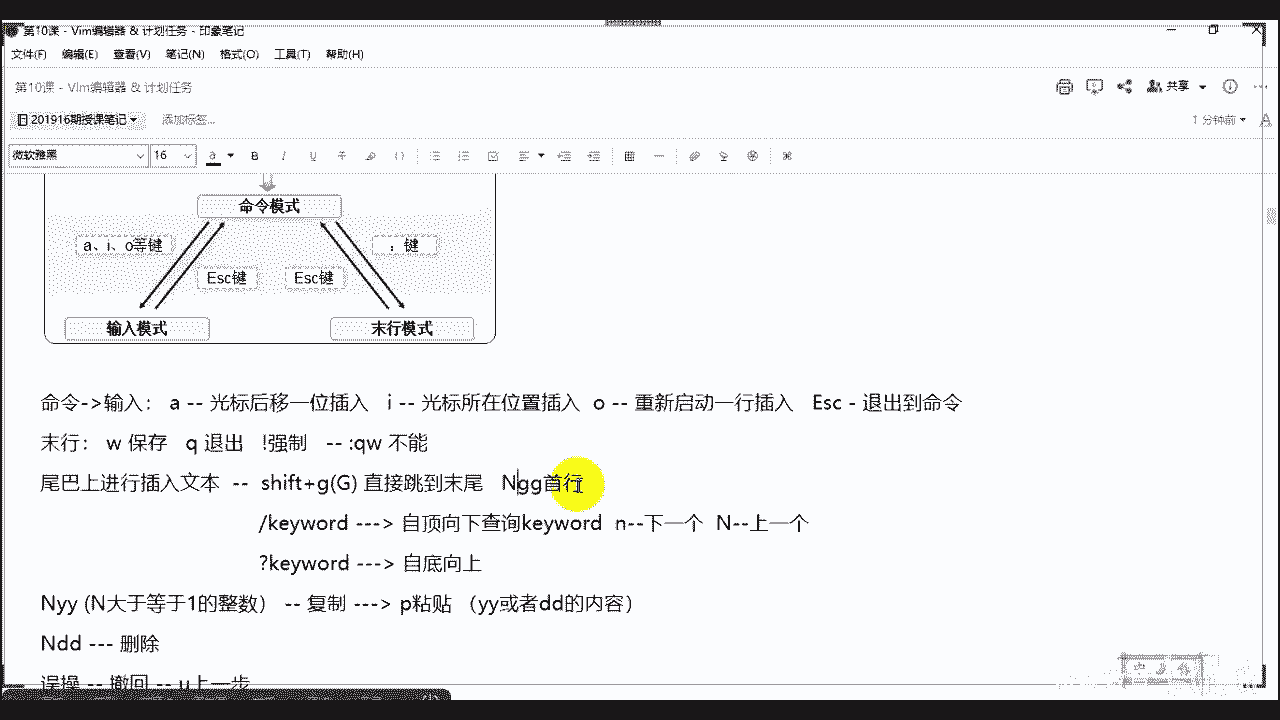 第10课 - Vim编辑器 & 计划任务 - 印象笔记
文件(F) 编辑(E) 查看(V) 笔记(N) 格式(O) 工具(T) 帮助(H)
第10课 - Vim编辑器 & 计划任务
共享
201916期授课笔记 添加标签... 1 分钟前
微软雅黑 16 a B I U T
命令模式
a、i、o等键 ：键
Esc键 Esc键
输入模式 末行模式
命令->输入： a -- 光标后移一位插入 i -- 光标所在位置插入 o -- 重新启动一行插入 Esc - 退出到命令
末行： w 保存 q 退出 !强制 -- :qw 不能
尾巴上进行插入文本 -- shift+g(G) 直接跳到末尾 Ngg首行
/keyword ---> 自顶向下查询keyword n--下一个 N--上一个
?keyword ---> 自底向上
Nyy (N大于等于1的整数） -- 复制 ---> p粘贴 （yy或者dd的内容）
Ndd --- 删除
误操 -- 撤回 -- u上一步